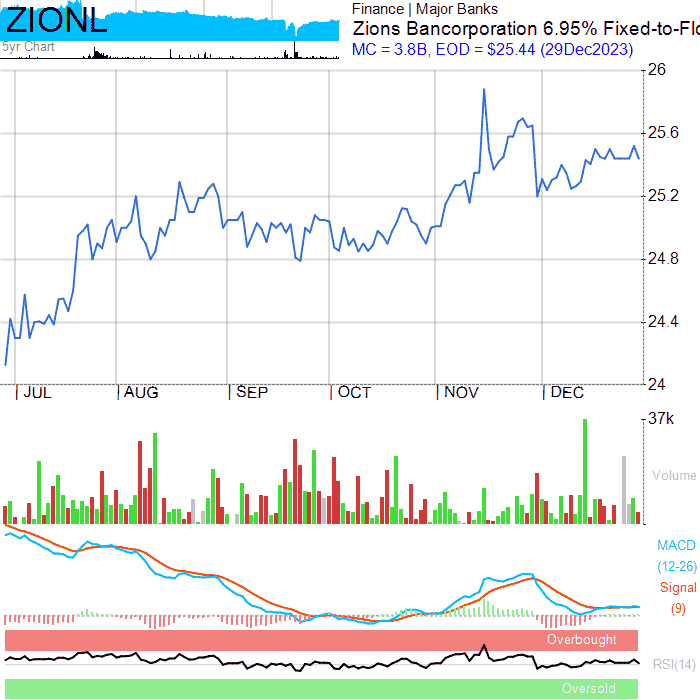 ZIONL
5yr Chart
Finance | Major Banks
Zions Bancorporation 6.95% Fixed-to-Flo
MC = 3.8B, EOD = $25.44 (29Dec2023)
26
25.6
25.2
24.8
24.4
24
JUL AUG SEP OCT NOV DEC
37k
Volume
MACD
(12-26)
Signal
(9)
Overbought
RSI(14)
Oversold